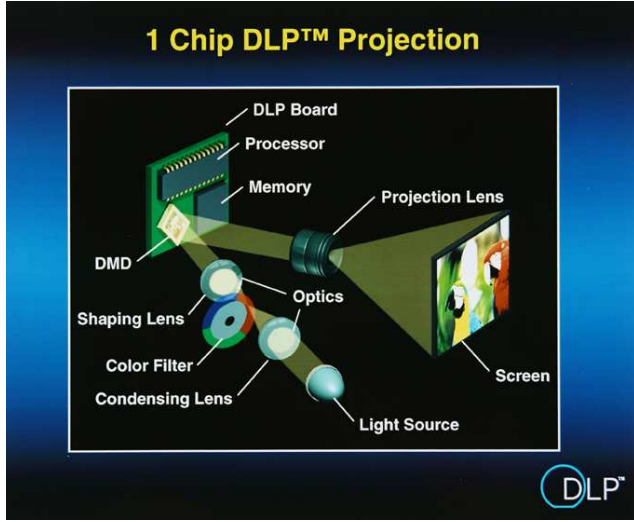 1 Chip DLP™ Projection
DLP Board
Processor
Memory
Projection Lens
DMD
Optics
Shaping Lens
Color Filter
Condensing Lens
Screen
Light Source
DLP™